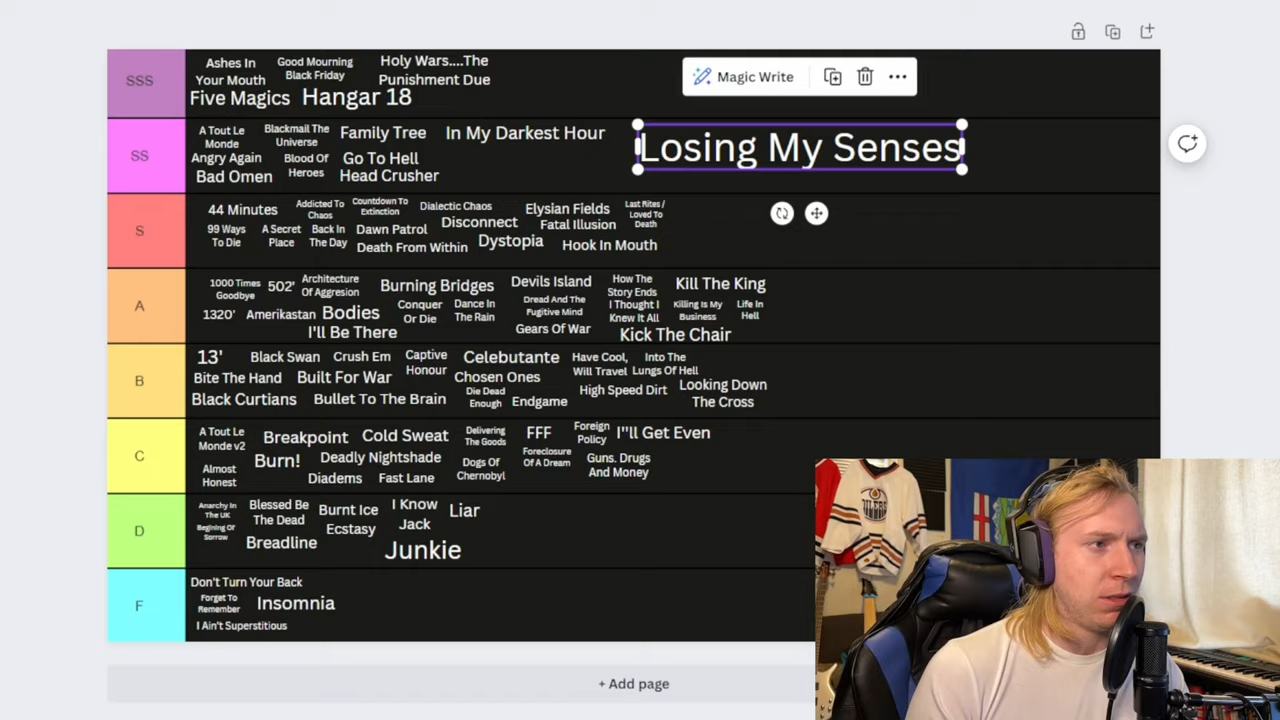 SSS
Ashes In
Your Mouth
Good Mourning
Black Friday
Holy Wars....The
Punishment Due
Five Magics
Hangar 18
Magic Write
SS
A Tout Le
Monde
Blackmail The
Universe
Family Tree
In My Darkest Hour
Losing My Senses
Angry Again
Blood Of
Heroes
Go To Hell
Bad Omen
Head Crusher
S
44 Minutes
Addicted To
Chaos
Countdown To
Extinction
Dialectic Chaos
Elysian Fields
Last Rites /
Loved To
Death
99 Ways
To Die
A Secret
Place
Back In
The Day
Dawn Patrol
Disconnect
Fatal Illusion
Death From Within
Dystopia
Hook In Mouth
A
1000 Times
Goodbye
502'
Architecture
Of Aggresion
Burning Bridges
Devils Island
How The
Story Ends
Kill The King
1320'
Amerikastan
Bodies
Conquer
Or Die
Dance In
The Rain
Dread And The
Fugitive Mind
I Thought I
Knew It All
Killing Is My
Business
Life In
Hell
I'll Be There
Gears Of War
Kick The Chair
B
13'
Black Swan
Crush Em
Captive
Honour
Celebutante
Have Cool,
Will Travel
Into The
Lungs Of Hell
Bite The Hand
Built For War
Chosen Ones
High Speed Dirt
Looking Down
The Cross
Black Curtians
Bullet To The Brain
Die Dead
Enough
Endgame
C
A Tout Le
Monde v2
Breakpoint
Cold Sweat
Delivering
The Goods
FFF
Foreign
Policy
I"ll Get Even
Almost
Honest
Burn!
Deadly Nightshade
Dogs Of
Chernobyl
Foreclosure
Of A Dream
Guns. Drugs
And Money
Diadems
Fast Lane
D
Anarchy In
The UK
Blessed Be
The Dead
Burnt Ice
I Know
Jack
Liar
Begining Of
Sorrow
Breadline
Ecstasy
Junkie
F
Don't Turn Your Back
Forget To
Remember
Insomnia
I Ain't Superstitious
OILERS
+ Add page